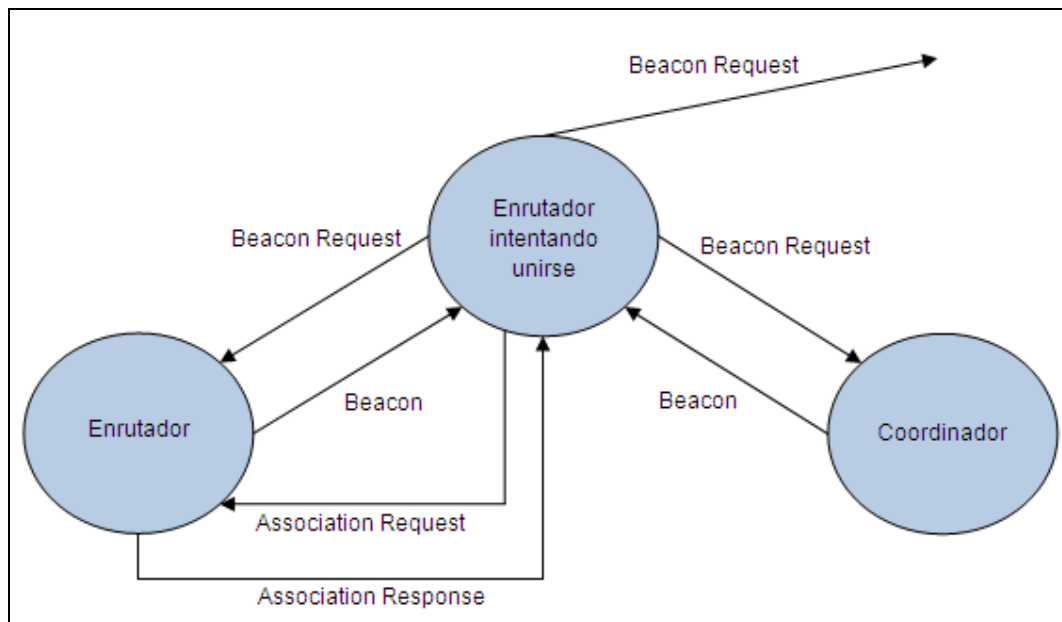 Beacon Request
Enrutador
intentando
unirse
Beacon Request
Beacon Request
Beacon
Beacon
Enrutador
Coordinador
Association Request
Association Response